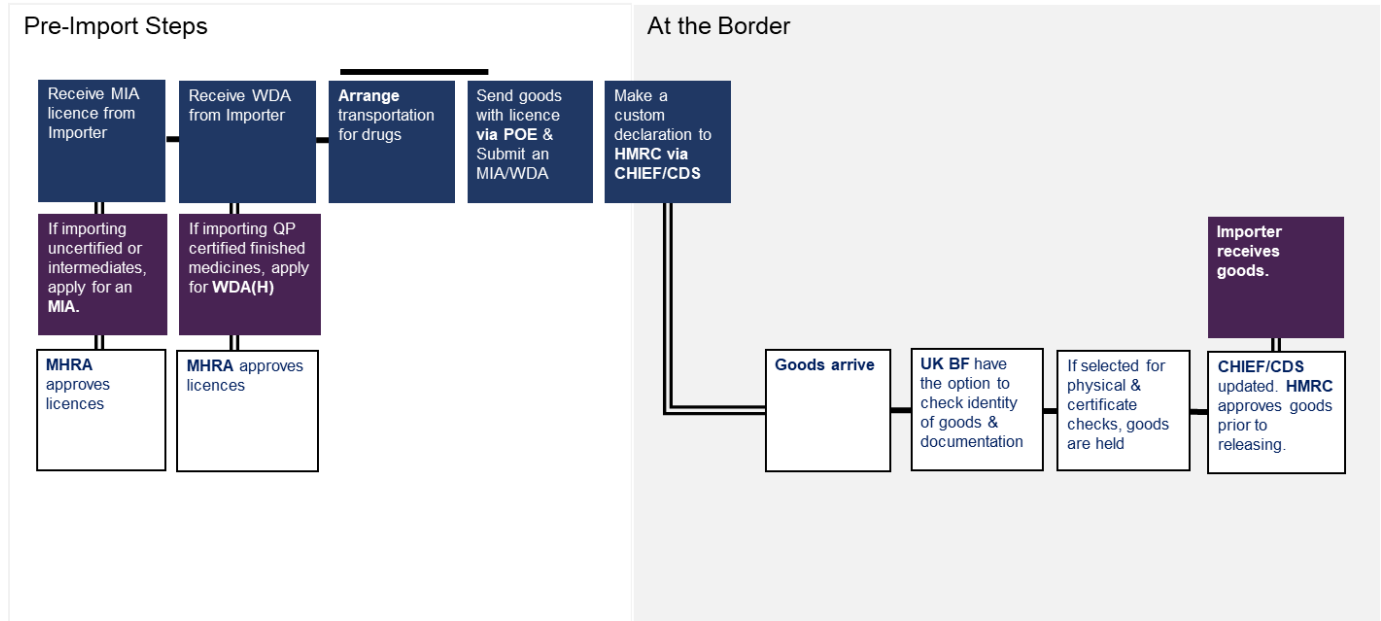 Pre-Import Steps
At the Border
Receive MIA
licence from
Importer
Receive WDA
from Importer
Arrange
transportation
for drugs
Send goods
with licence
via POE &
Submit an
MIA/WDA
Make a
custom
declaration to
HMRC via
CHIEF/CDS
If importing
uncertified or
intermediates,
apply for an
MIA.
If importing QP
certified finished
medicines, apply
for WDA(H)
Importer
receives
goods.
MHRA
approves
licences
MHRA approves
licences
Goods arrive
UK BF have
the option to
check identity
of goods &
documentation
If selected for
physical &
certificate
checks, goods
are held
CHIEF/CDS
updated. HMRC
approves goods
prior to
releasing.